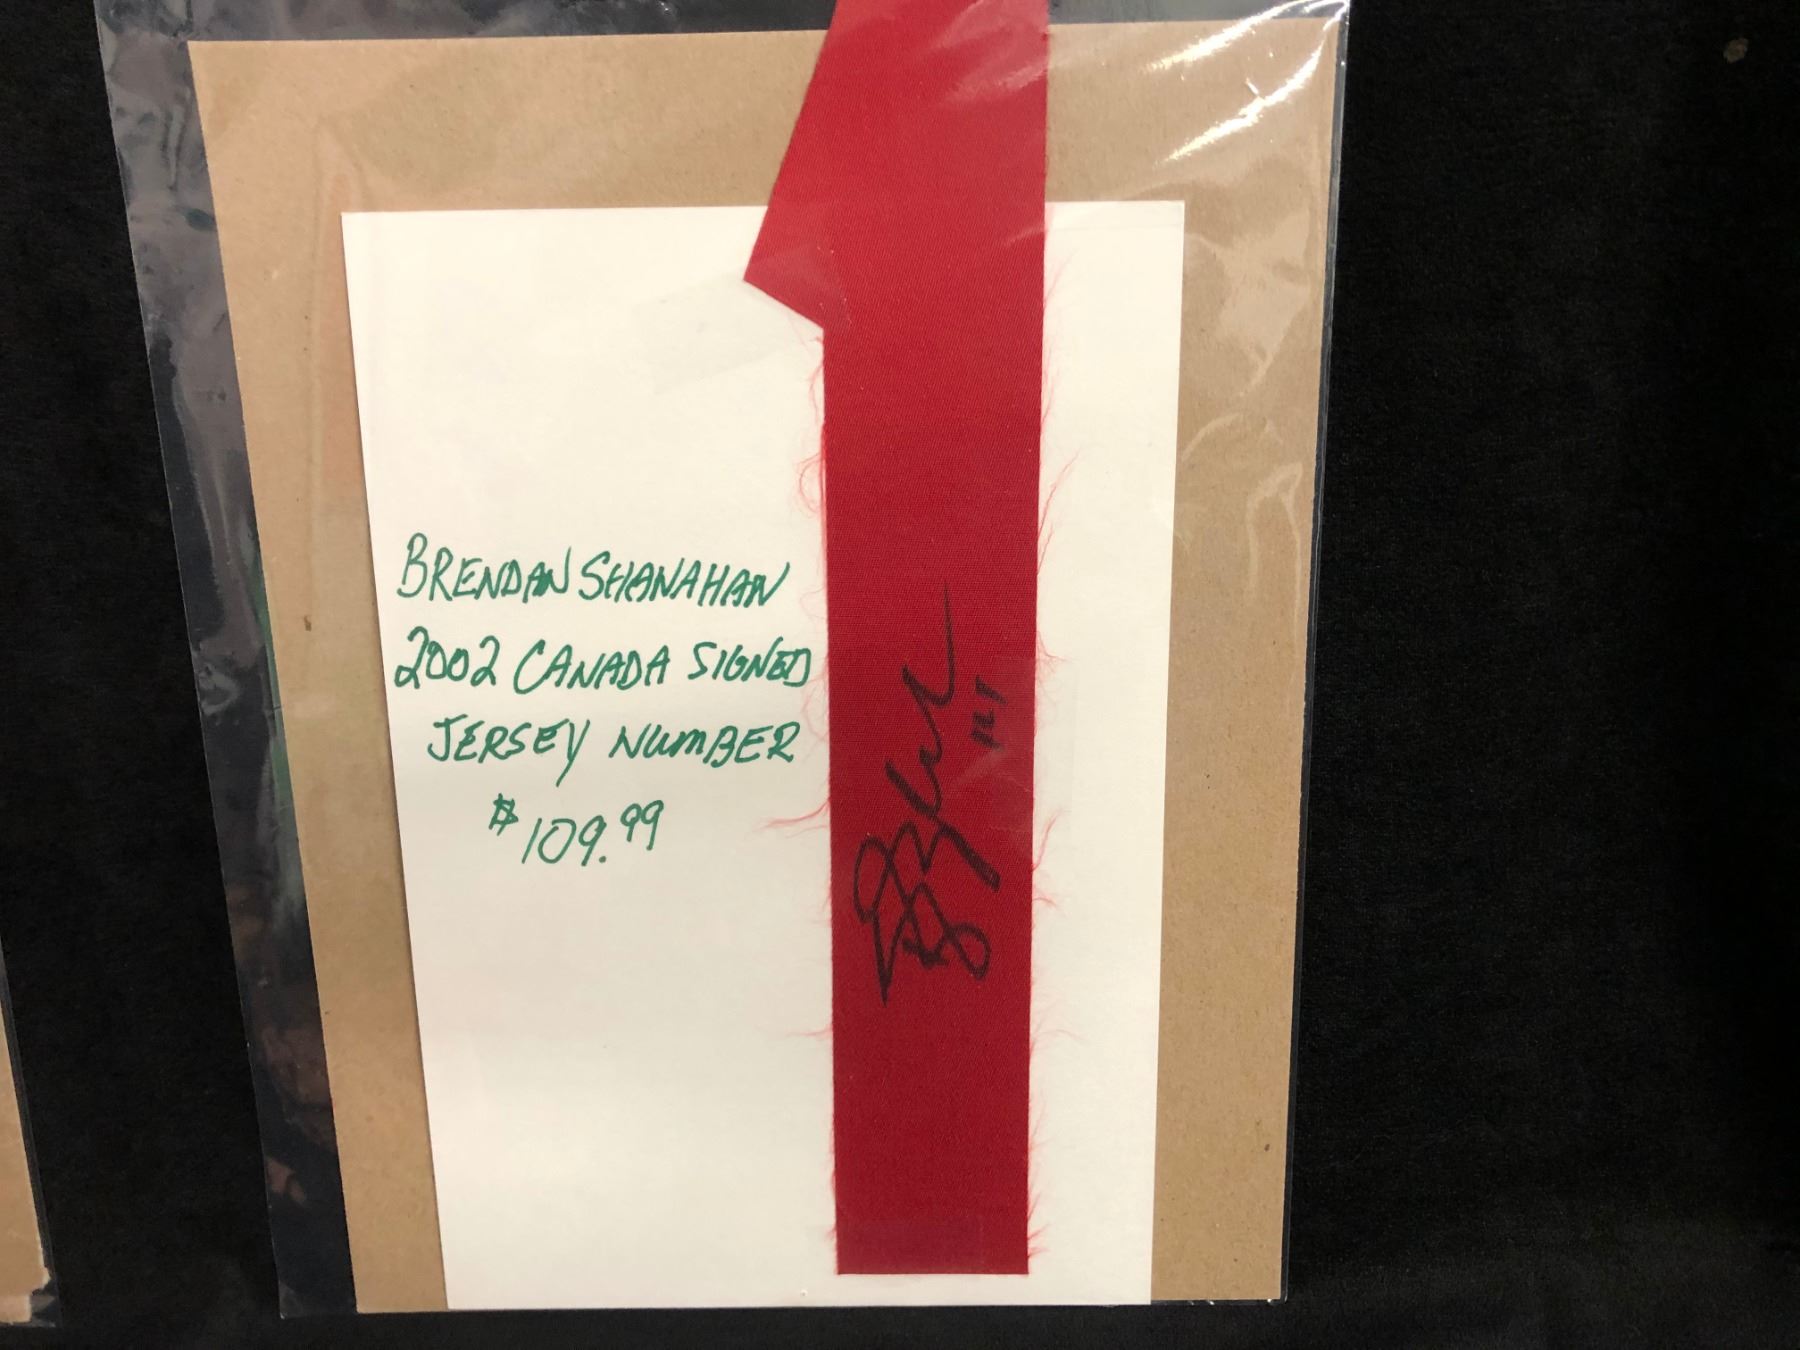 BRENDAN SHANAHAN
2002 CANADA SIGNED
JERSEY NUMBER
$109.99